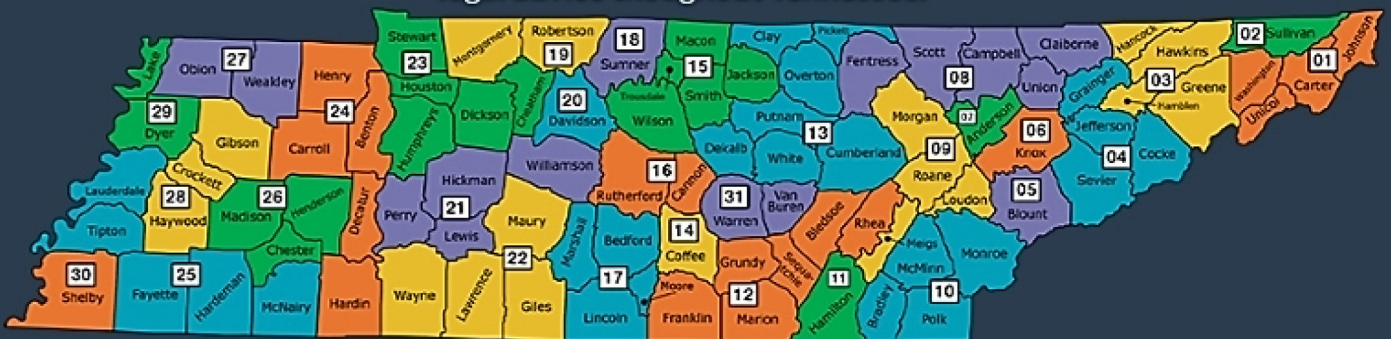 Lake
Obion
27
Weakley
Henry
24
Benton
Carroll
Decatur
Hardin
29
Dyer
Gibson
Crockett
28
Haywood
Lauderdale
Tipton
26
Madison
Henderson
Chester
30
Shelby
25
Fayette
Hardeman
McNairy
Stewart
23
Houston
Humphreys
Dickson
Cheatham
Montgomery
Robertson
19
18
Sumner
20
Davidson
Williamson
Hickman
Perry
21
Lewis
Maury
22
Wayne
Lawrence
Giles
Macon
15
Trousdale
Smith
Jackson
Wilson
16
Rutherford
Cannon
Marshall
Bedford
17
Lincoln
Moore
14
Coffee
31
Warren
Van
Buren
Clay
Pickett
Overton
Putnam
13
Dekalb
White
Cumberland
Fentress
Scott
Campbell
08
Claiborne
Union
Grundy
Sequa-
tchie
Bledsoe
Rhea
12
Franklin
Marion
11
Hamilton
Morgan
09
Roane
Loudon
Meigs
McMinn
Monroe
10
Bradley
Polk
07
Anderson
06
Knox
05
Blount
Grainger
Jefferson
04
Cocke
Sevier
Hancock
Hawkins
03
Greene
Hamblen
02
Sullivan
Washington
Unicoi
01
Carter
Johnson